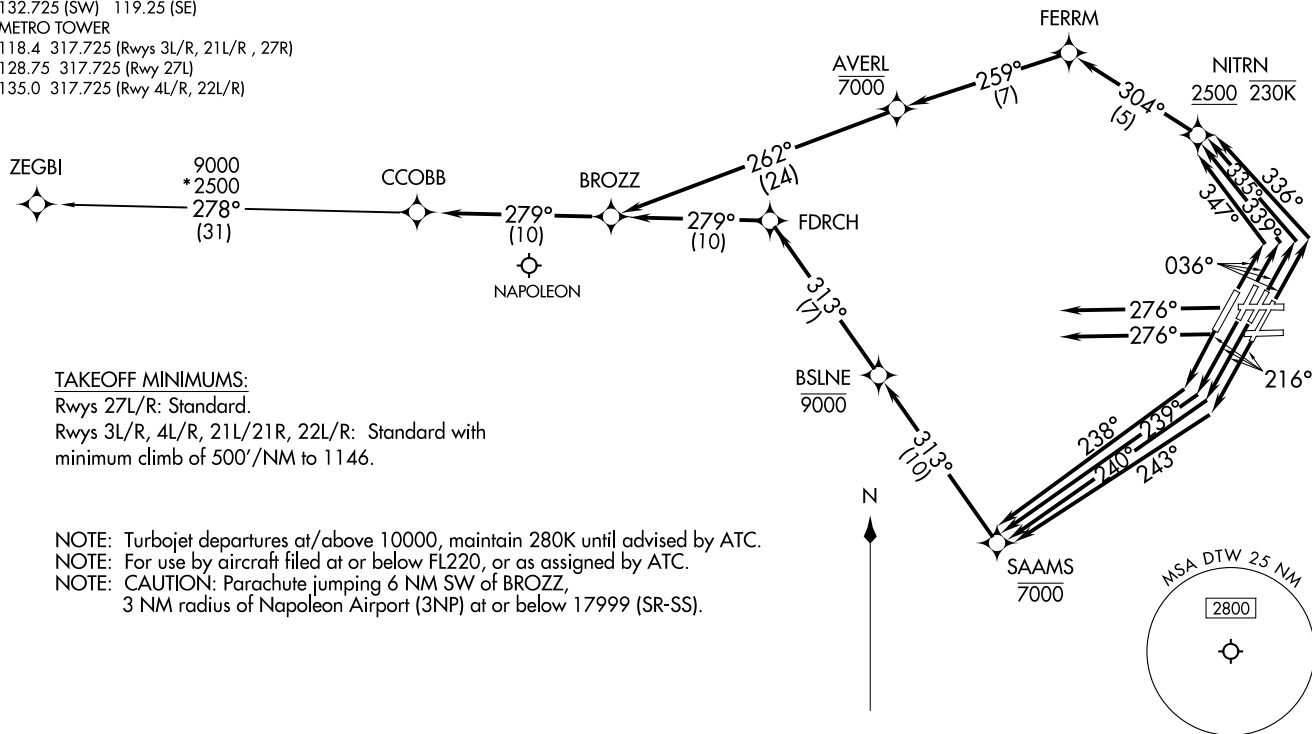 132.725 (SW) 119.25 (SE)
METRO TOWER
118.4 317.725 (Rwys 3L/R, 21L/R , 27R)
128.75 317.725 (Rwy 27L)
135.0 317.725 (Rwy 4L/R, 22L/R)
FERRM
AVERL
7000
259°
(7)
304°
(5)
NITRN
2500 230K
ZEGBI
9000
*2500
278°
(31)
CCOBB
279°
(10)
NAPOLEON
BROZZ
262°
(24)
279°
(10)
FDRCH
336°
335°
339°
347°
036°
276°
276°
216°
313°
(7)
BSLNE
9000
313°
(10)
238°
239°
240°
243°
SAAMS
7000
TAKEOFF MINIMUMS:
Rwys 27L/R: Standard.
Rwys 3L/R, 4L/R, 21L/21R, 22L/R: Standard with
minimum climb of 500'/NM to 1146.
N
NOTE: Turbojet departures at/above 10000, maintain 280K until advised by ATC.
NOTE: For use by aircraft filed at or below FL220, or as assigned by ATC.
NOTE: CAUTION: Parachute jumping 6 NM SW of BROZZ,
3 NM radius of Napoleon Airport (3NP) at or below 17999 (SR-SS).
MSA DTW 25 NM
2800